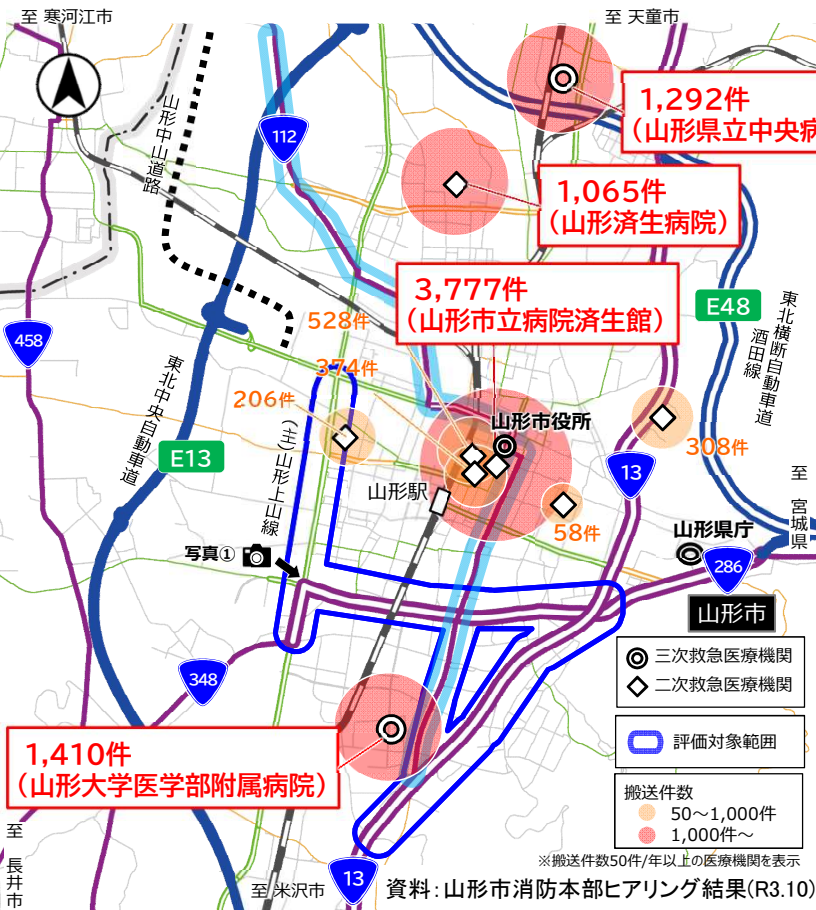 至 寒河江市
至 天童市
1,292件
(山形県立中央病
山形中山道路
112
1,065件
(山形済生病院)
3,777件
(山形市立病院済生館)
E48
東北横断自動車道
酒田線
528件
458
374件
東北中央自動車道
206件
(主)山形上山線
山形市役所
308件
E13
13
山形駅
至 宮城県
58件
山形県庁
写真①
286
山形市
三次救急医療機関
二次救急医療機関
348
評価対象範囲
1,410件
(山形大学医学部附属病院)
搬送件数
50～1,000件
1,000件～
至 長井市
※搬送件数50件/年以上の医療機関を表示
13
至 米沢市
資料：山形市消防本部ヒアリング結果(R3.10)